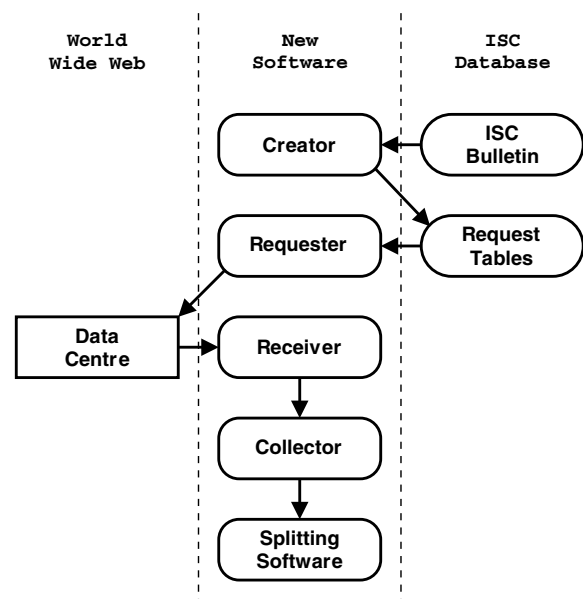 World
Wide Web
New
Software
ISC
Database
Creator
ISC
Bulletin
Requester
Request
Tables
Data
Centre
Receiver
Collector
Splitting
Software